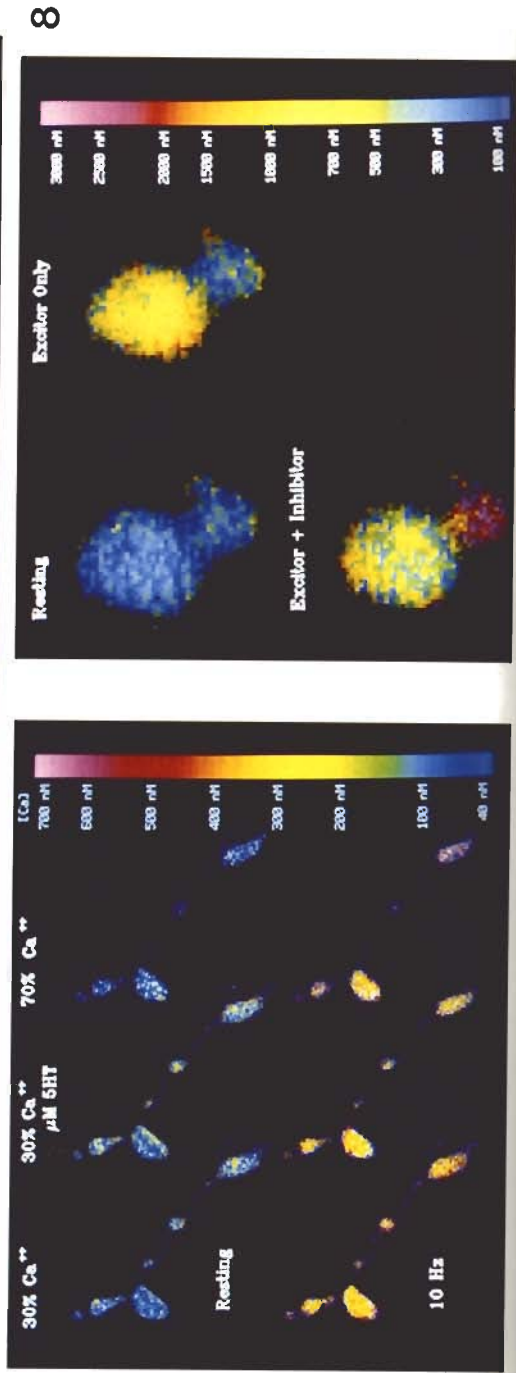 30% Ca⁺⁺
30% Ca⁺⁺
μM 5HT
70% Ca⁺⁺
[Ca]
700 nM
600 nM
500 nM
400 nM
300 nM
200 nM
100 nM
40 nM
Resting
10 Hz
Resting
Excitor Only
Excitor + Inhibitor
3000 nM
2500 nM
2000 nM
1500 nM
1000 nM
700 nM
500 nM
300 nM
100 nM
8